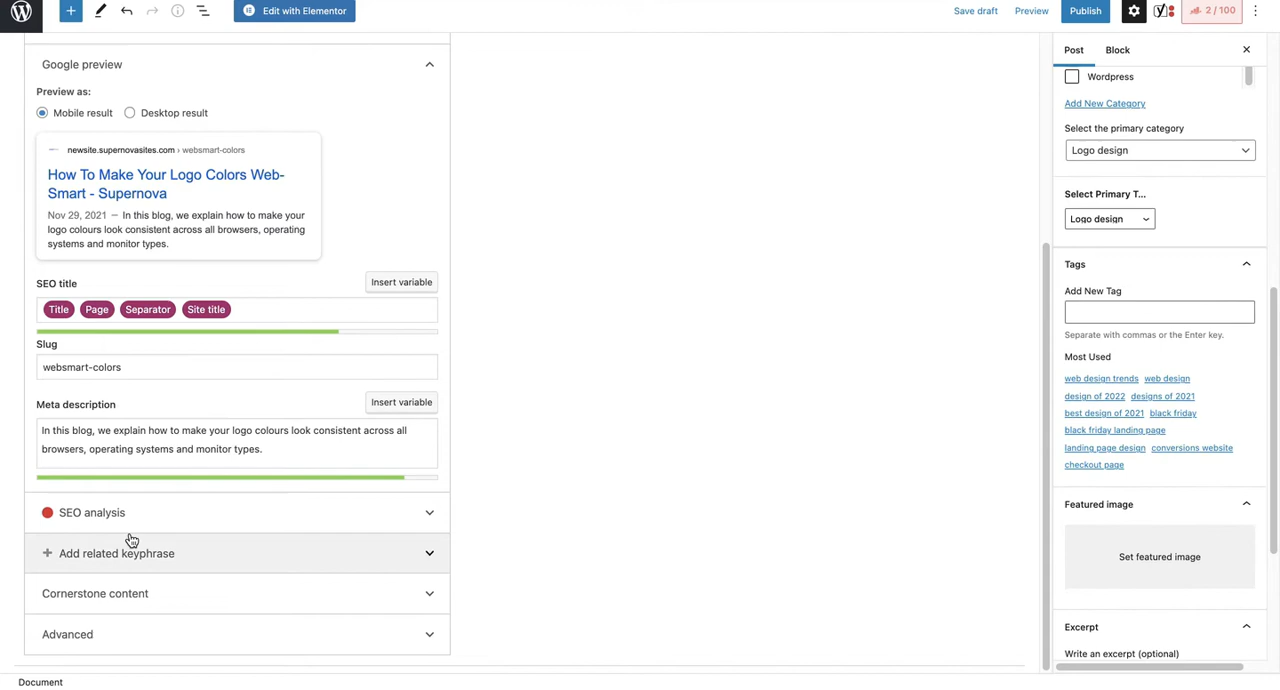 Edit with Elementor
Save draft
Preview
Publish
2 / 100
Google preview
Preview as:
Mobile result
Desktop result
newsite.supernovasites.com › websmart-colors
How To Make Your Logo Colors Web-
Smart - Supernova
Nov 29, 2021 — In this blog, we explain how to make your
logo colours look consistent across all browsers, operating
systems and monitor types.
SEO title
Insert variable
Title
Page
Separator
Site title
Slug
websmart-colors
Meta description
Insert variable
In this blog, we explain how to make your logo colours look consistent across all
browsers, operating systems and monitor types.
SEO analysis
Add related keyphrase
Cornerstone content
Advanced
Document
Post
Block
Wordpress
Add New Category
Select the primary category
Logo design
Select Primary T...
Logo design
Tags
Add New Tag
Separate with commas or the Enter key.
Most Used
web design trends web design
design of 2022 designs of 2021
best design of 2021 black friday
black friday landing page
landing page design conversions website
checkout page
Featured image
Set featured image
Excerpt
Write an excerpt (optional)